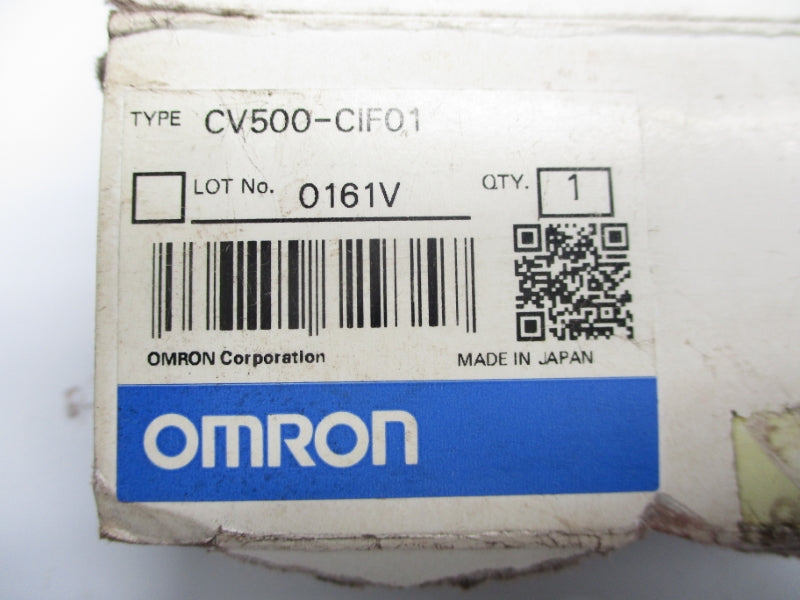 TYPE CV500-CIF01
LOT No. 0161V QTY. 1
OMRON Corporation MADE IN JAPAN
OMRON